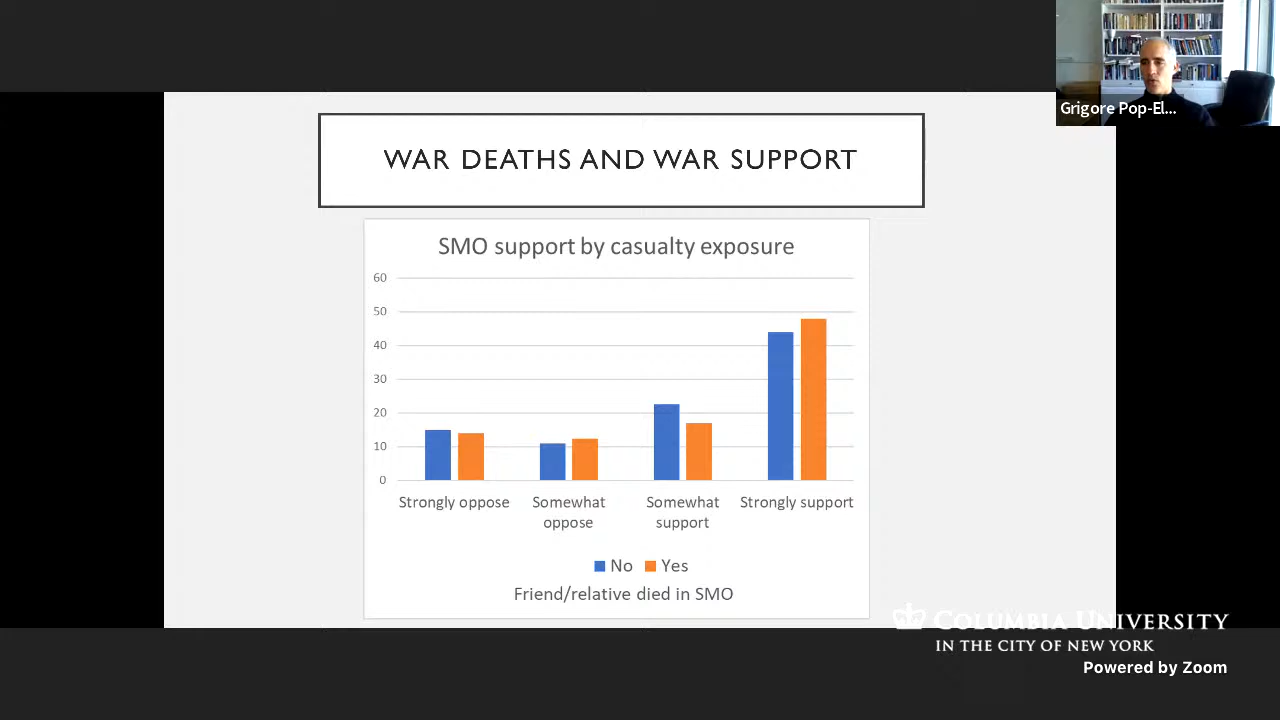 Grigore Pop-El...
WAR DEATHS AND WAR SUPPORT
SMO support by casualty exposure
60
50
40
30
20
10
0
Strongly oppose
Somewhat oppose
Somewhat support
Strongly support
No Yes
Friend/relative died in SMO
COLUMBIA UNIVERSITY
IN THE CITY OF NEW YORK
Powered by Zoom